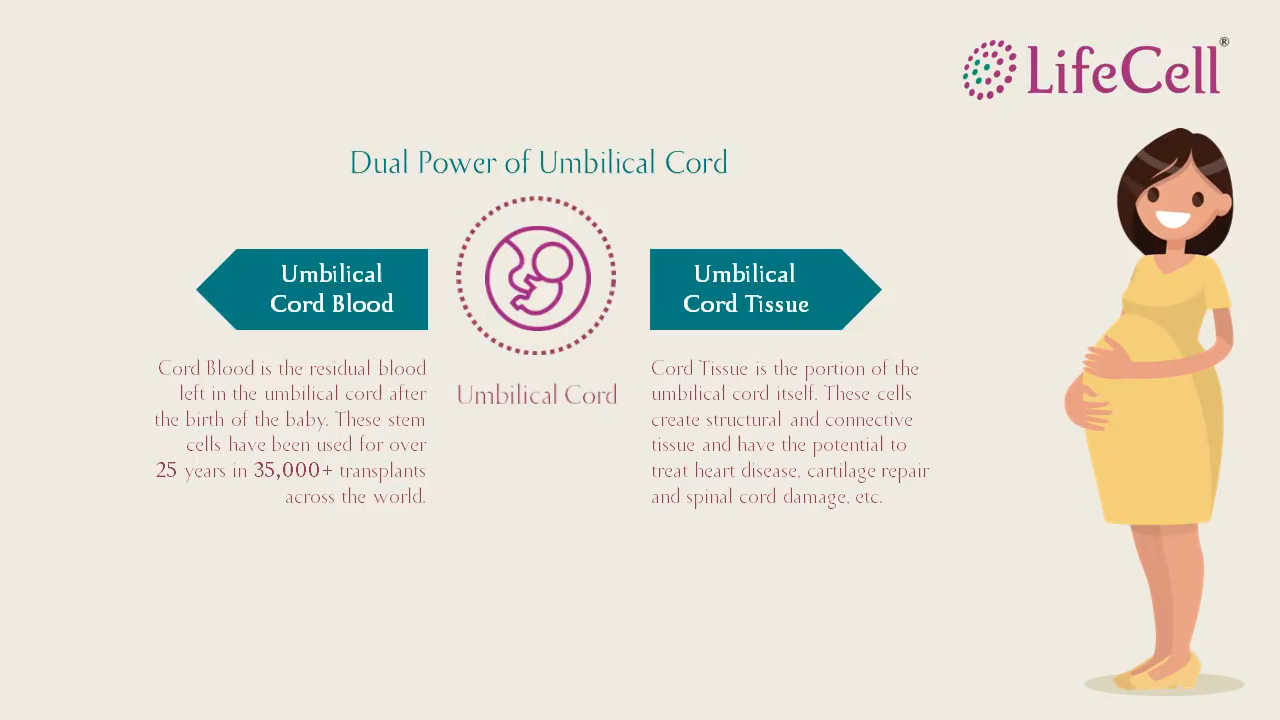 LifeCell®
Dual Power of Umbilical Cord
Umbilical
Cord Blood
Cord Blood is the residual blood
left in the umbilical cord after
the birth of the baby. These stem
cells have been used for over
25 years in 35,000+ transplants
across the world.
Umbilical Cord
Umbilical
Cord Tissue
Cord Tissue is the portion of the
umbilical cord itself. These cells
create structural and connective
tissue and have the potential to
treat heart disease, cartilage repair
and spinal cord damage, etc.